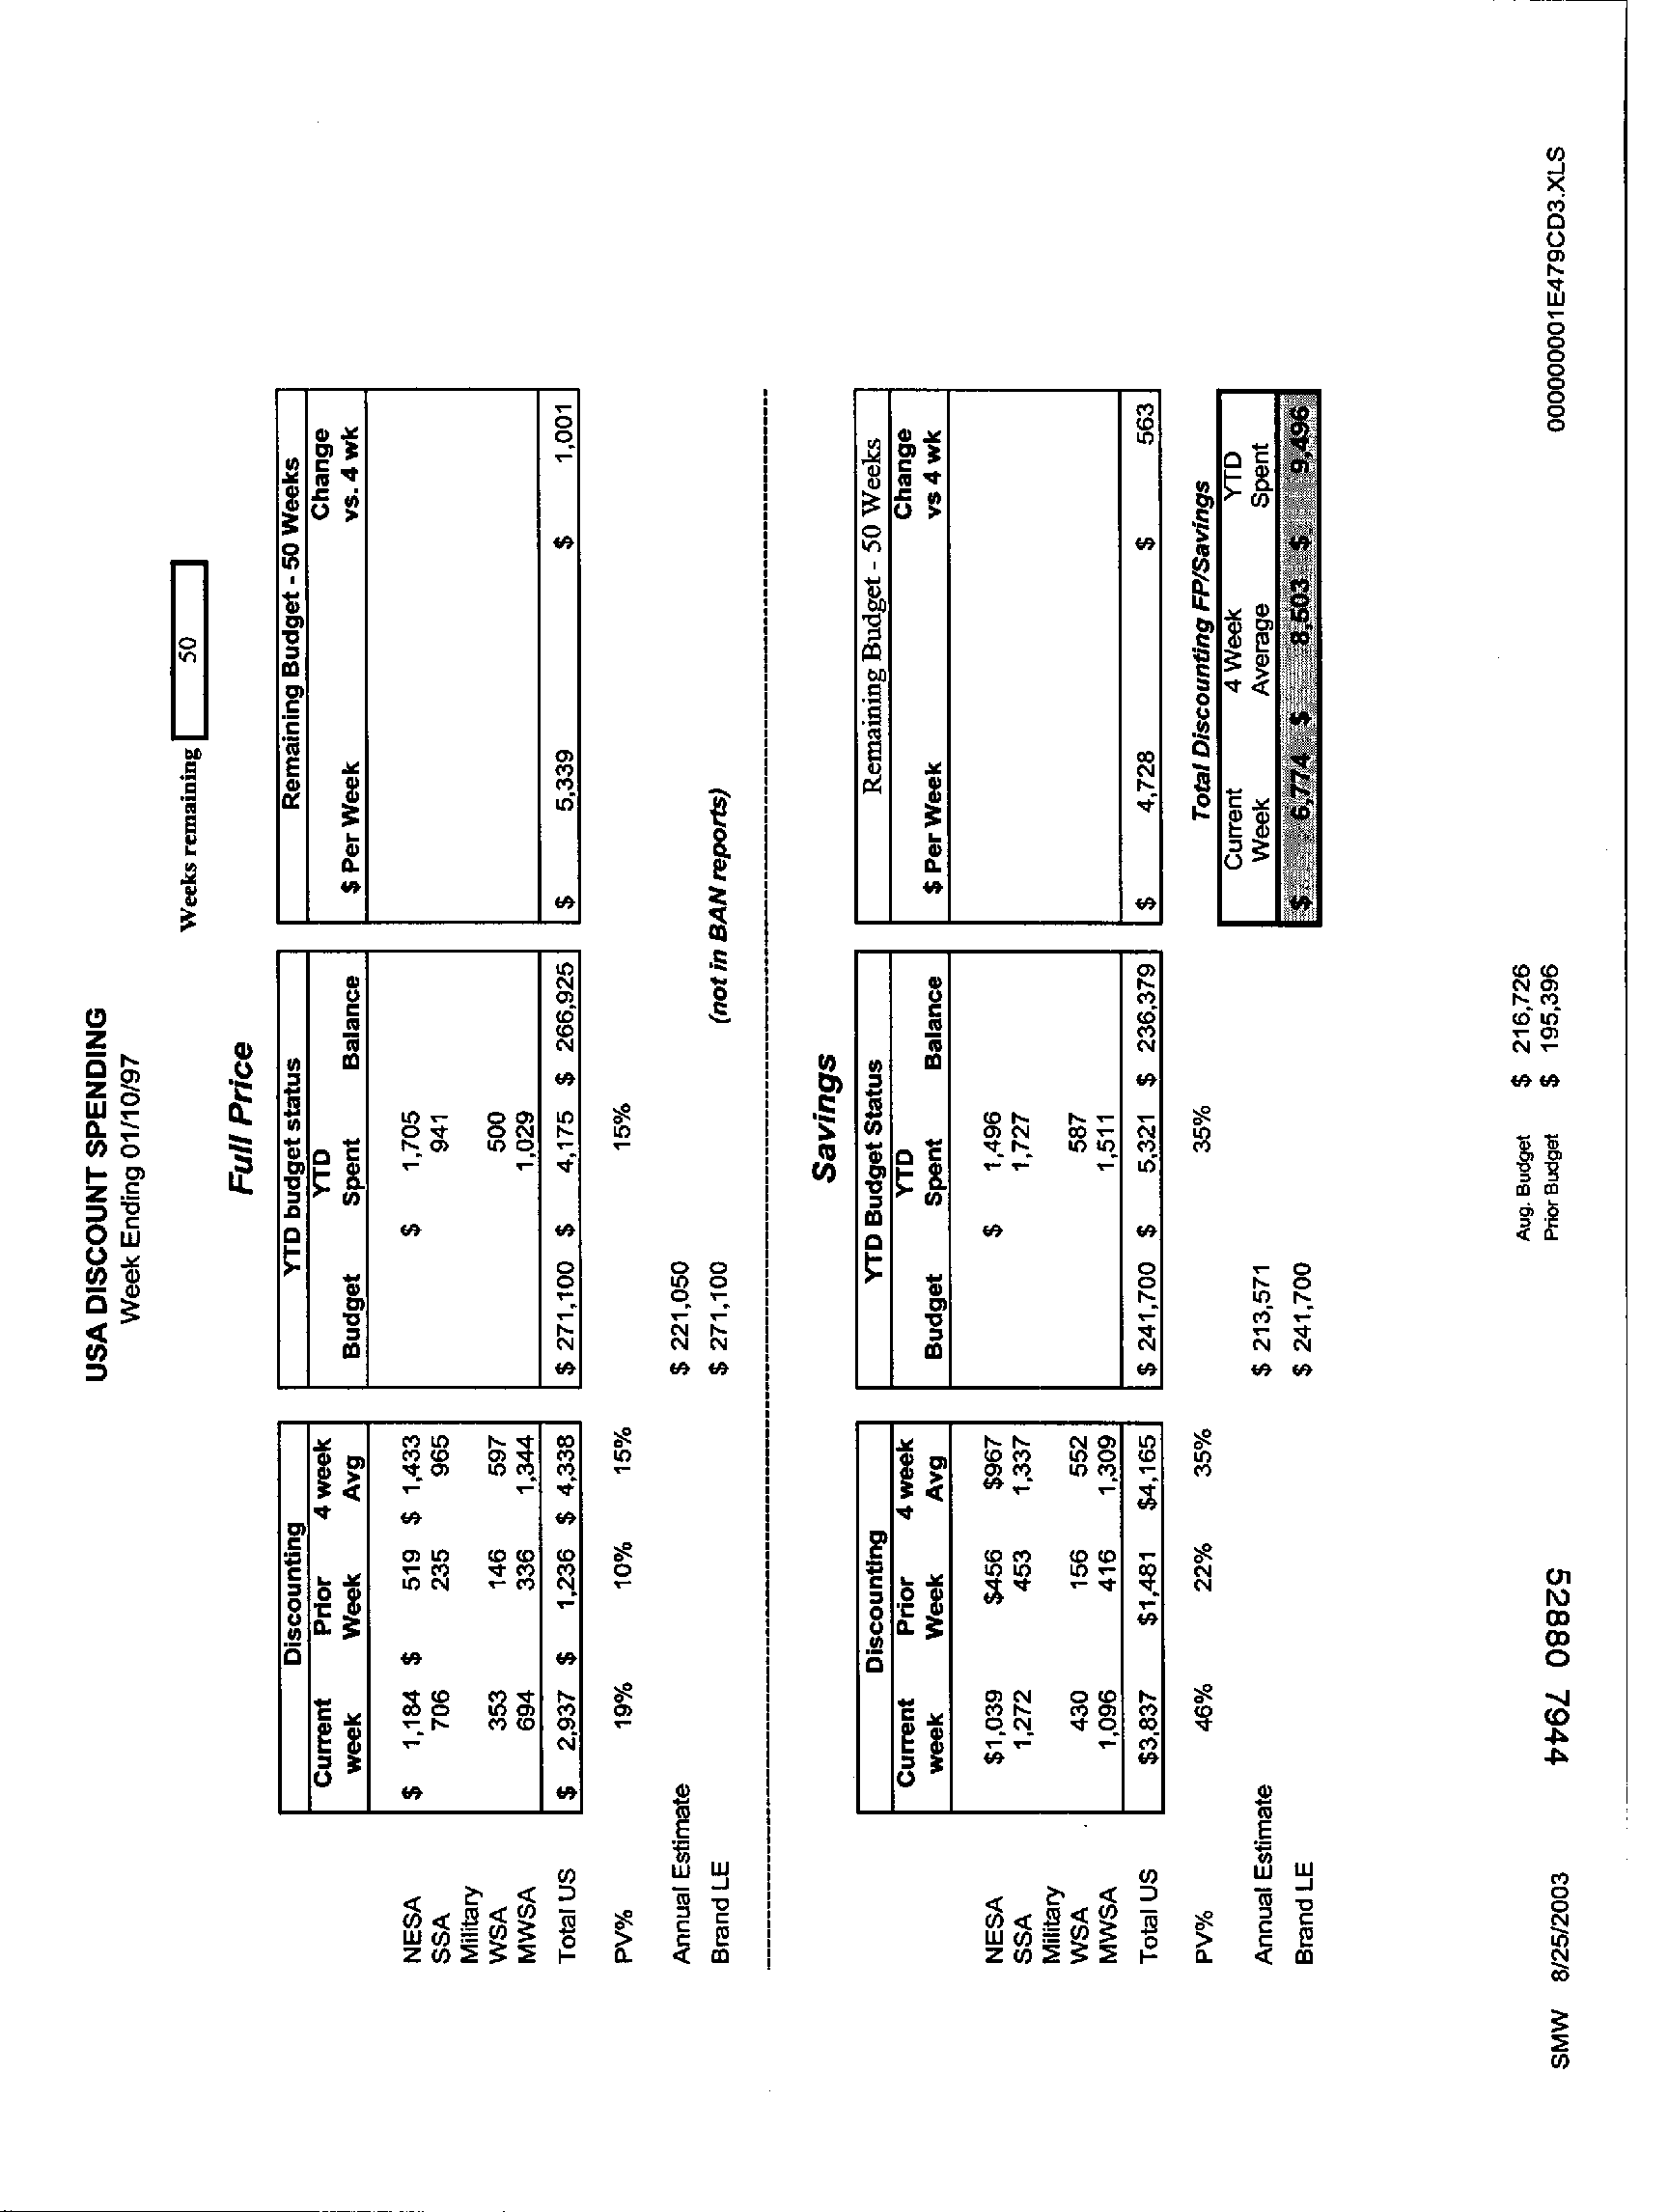 USA DISCOUNT SPENDING
Week Ending 01/10/97
Weeks remaining 50
Full Price
Discounting YTD budget status Remaining Budget - 50 Weeks
Current Prior 4 week YTD Change
week Week Avg Budget Spent Balance $ Per Week vs. 4 wk
NESA $ 1,184 $ 519 $ 1,433 $ 1,705
SSA 706 235 965 941
Military
WSA 353 146 597 500
MWSA 694 336 1,344 1,029
Total US $ 2,937 $ 1,236 $ 4,338 $ 271,100 $ 4,175 $ 266,925 $ 5,339 $ 1,001
PV% 19% 10% 15% 15%
Annual Estimate $ 221,050
Brand LE $ 271,100 (not in BAN reports)
Savings
Discounting YTD Budget Status Remaining Budget - 50 Weeks
Current Prior 4 week YTD Change
week Week Avg Budget Spent Balance $ Per Week vs 4 wk
NESA $1,039 $456 $967 $ 1,496
SSA 1,272 453 1,337 1,727
Military
WSA 430 156 552 587
MWSA 1,096 416 1,309 1,511
Total US $3,837 $1,481 $4,165 $ 241,700 $ 5,321 $ 236,379 $ 4,728 $ 563
PV% 46% 22% 35% 35%
Total Discounting FP/Savings
Current 4 Week YTD
Week Average Spent
$ 6,774 $ 8,503 $ 9,496
Annual Estimate $ 213,571
Brand LE $ 241,700
Aug. Budget $ 216,726
Prior Budget $ 195,396
SMW 8/25/2003
52880 7944
000000001E479CD3.XLS